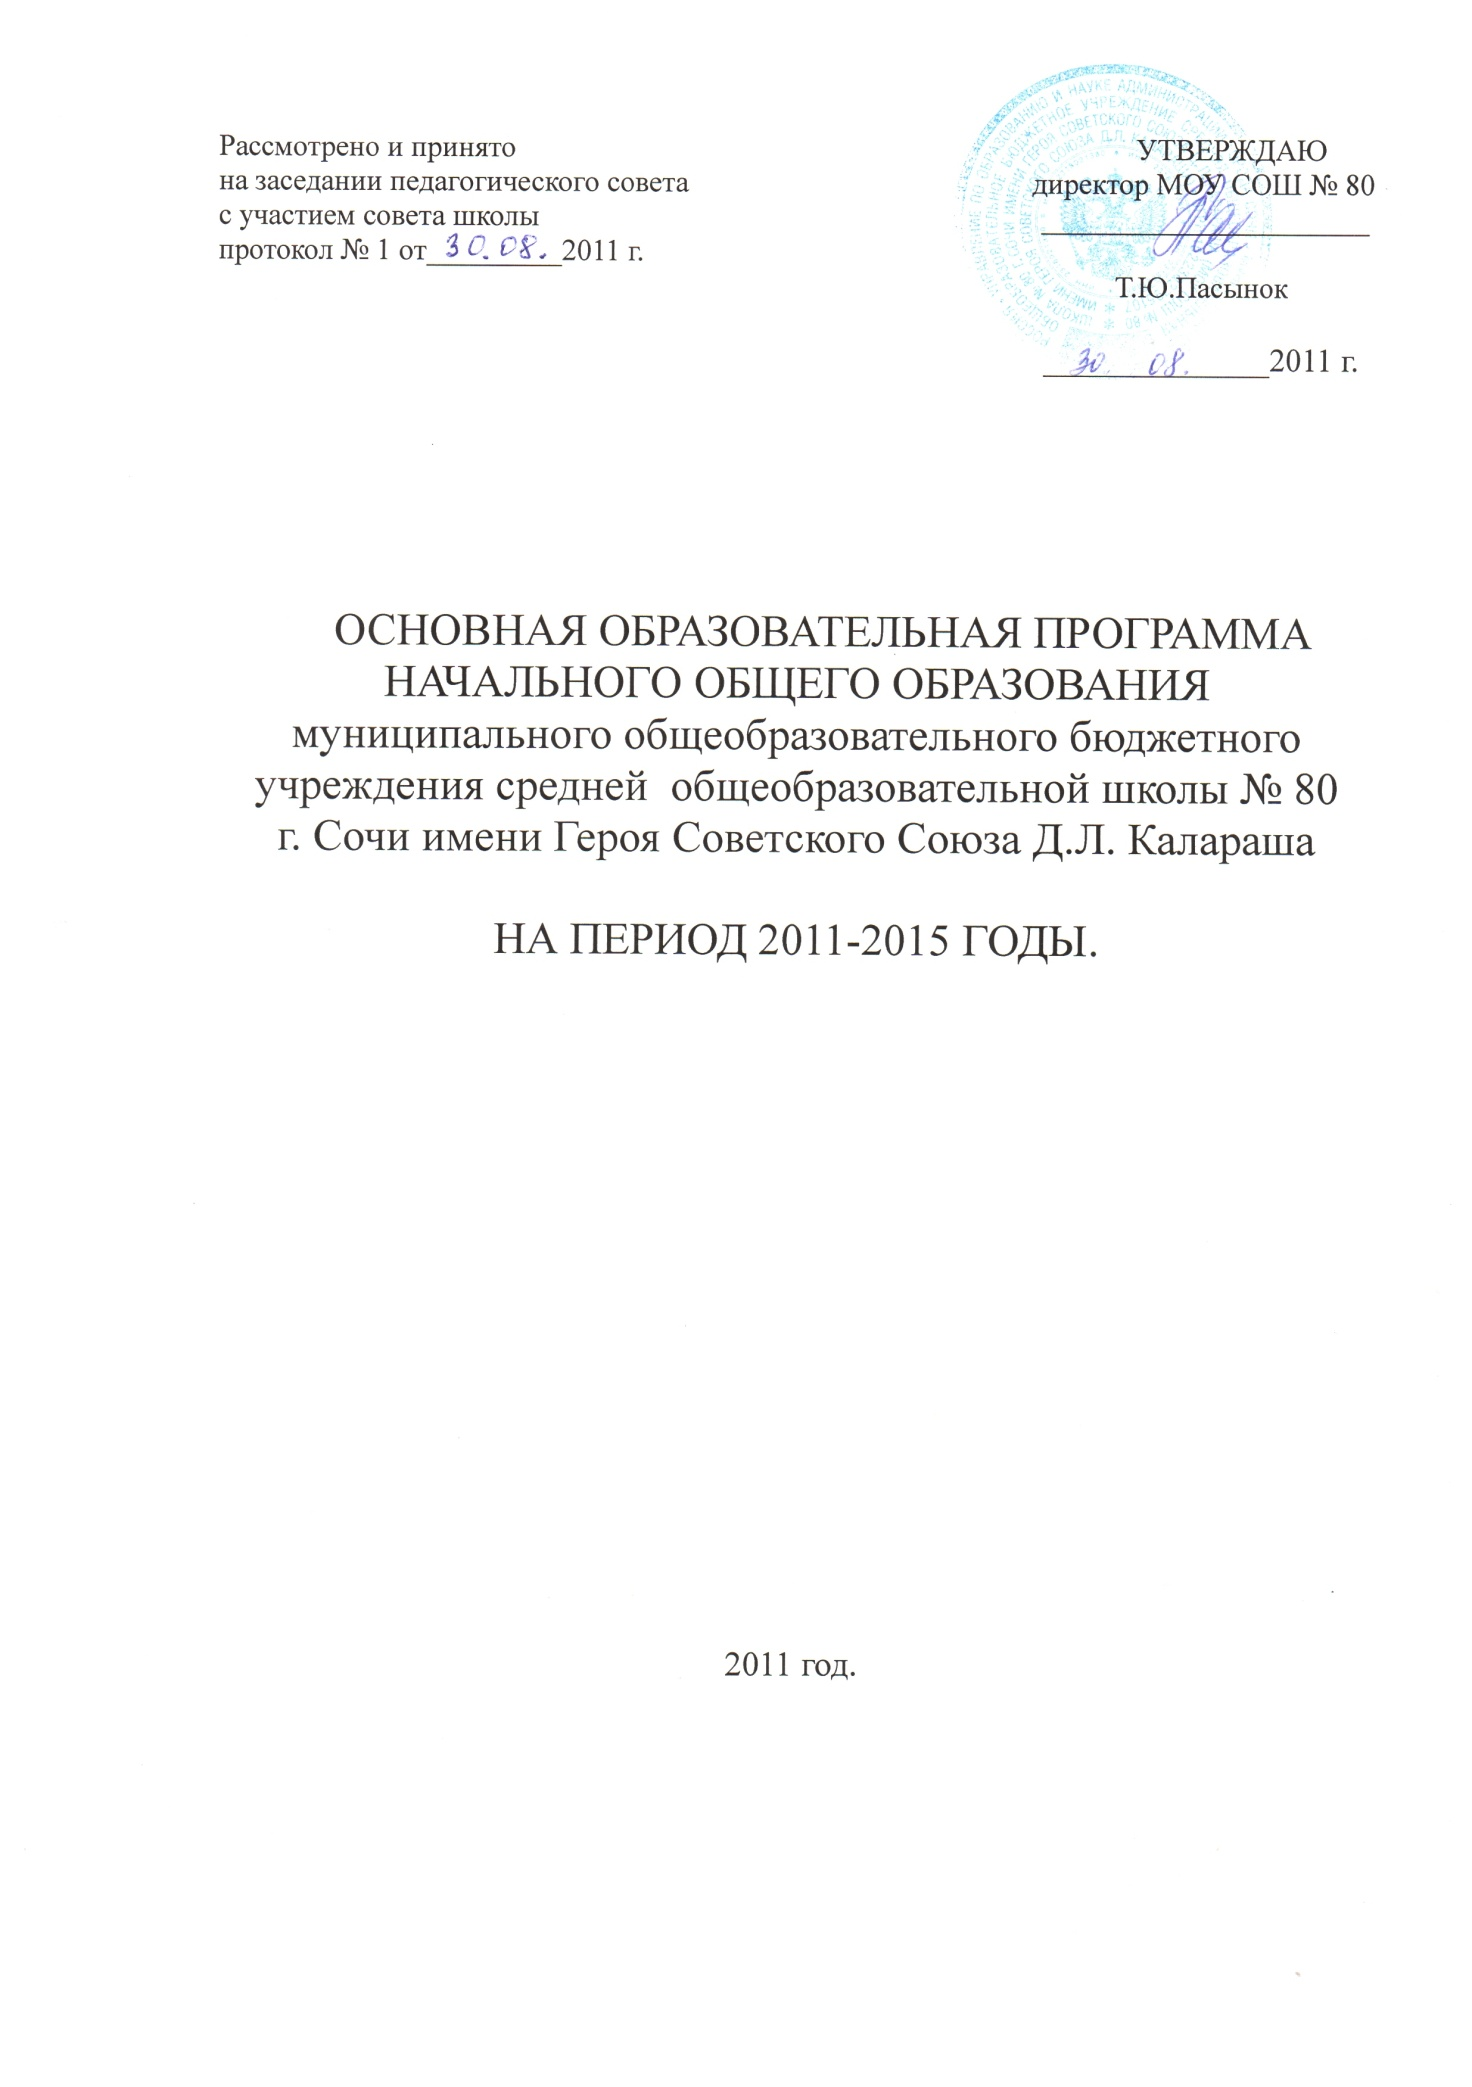 Рассмотрено и принято
на заседании педагогического совета
с участием совета школы
протокол № 1 от 30.08. 2011 г.
УТВЕРЖДАЮ
директор МОУ СОШ № 80
Т.Ю.Пасынок
30. 08. 2011 г.
ОСНОВНАЯ ОБРАЗОВАТЕЛЬНАЯ ПРОГРАММА
НАЧАЛЬНОГО ОБЩЕГО ОБРАЗОВАНИЯ
муниципального общеобразовательного бюджетного
учреждения средней общеобразовательной школы № 80
г. Сочи имени Героя Советского Союза Д.Л. Калараша
НА ПЕРИОД 2011-2015 ГОДЫ.
2011 год.